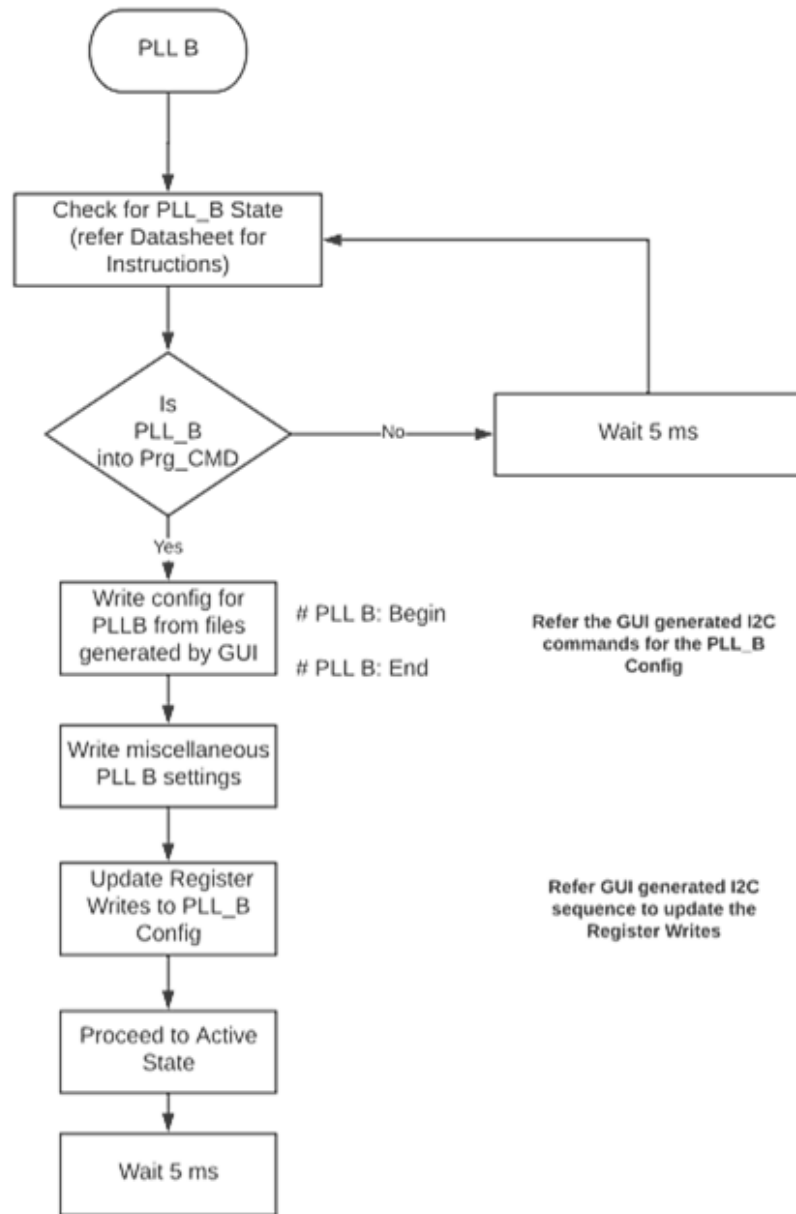 PLL B
Check for PLL_B State
(refer Datasheet for
Instructions)
Is
PLL_B
into Prg_CMD
No
Wait 5 ms
Yes
Write config for
PLLB from files
generated by GUI
# PLL B: Begin
# PLL B: End
Refer the GUI generated I2C
commands for the PLL_B
Config
Write miscellaneous
PLL B settings
Update Register
Writes to PLL_B
Config
Refer GUI generated I2C
sequence to update the
Register Writes
Proceed to Active
State
Wait 5 ms